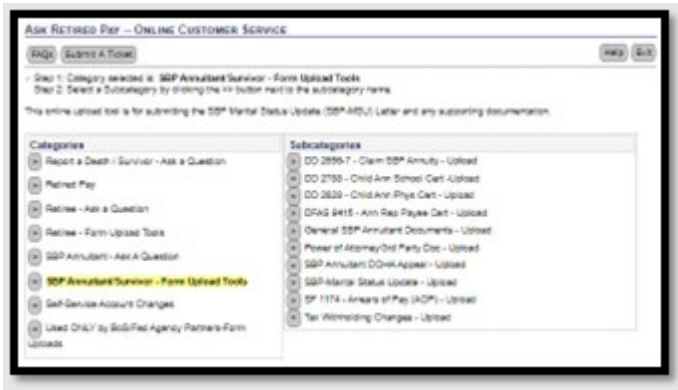 ASK RETIRED PAY – ONLINE CUSTOMER SERVICE
FAQs Submit A Ticket Help Exit
Step 1: Category selected is: SBP Annuitant/Survivor - Form Upload Tools
Step 2: Select a Subcategory by clicking the >> button next to the subcategory name.
This online upload tool is for submitting the SBP Marital Status Update (SBP-MSU) Letter and any supporting documentation.
Categories
Report a Death / Survivor - Ask a Question
Retired Pay
Retiree - Ask a Question
Retiree - Form Upload Tools
SBP Annuitant - Ask A Question
SBP Annuitant/Survivor - Form Upload Tools
Self-Service Account Changes
Used ONLY by BoS/Fed Agency Partners-Form
Uploads
Subcategories
DD 2656-7 - Claim SBP Annuity - Upload
DD 2788 - Child Ann School Cert -Upload
DD 2828 - Child Ann Phys Cert - Upload
DFAS 9415 - Ann Rep Payee Cert - Upload
General SBP Annuitant Documents - Upload
Power of Attorney/3rd Party Doc - Upload
SBP Annuitant DOHA Appeal - Upload
SBP-Marital Status Update - Upload
SF 1174 - Arrears of Pay (AOP) - Upload
Tax Withholding Changes - Upload